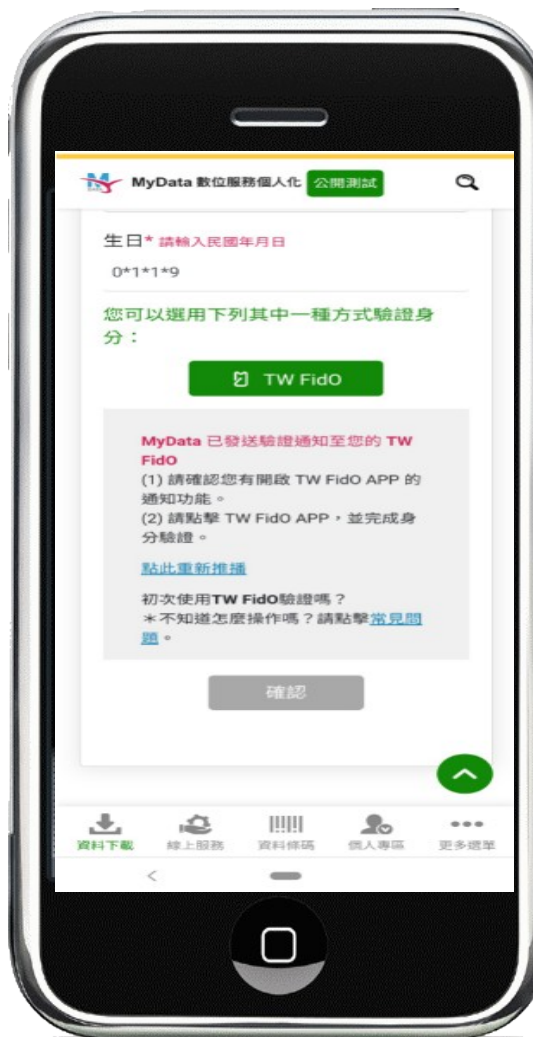 MyData 數位服務個人化 公開測試
生日* 請輸入民國年月日
0*1*1*9
您可以選用下列其中一種方式驗證身
分：
TW FidO
MyData 已發送驗證通知至您的 TW
FidO
(1) 請確認您有開啟 TW FidO APP 的
通知功能。
(2) 請點擊 TW FidO APP，並完成身
分驗證。
點此重新推播
初次使用TW FidO驗證嗎？
＊不知道怎麼操作嗎？請點擊常見問
題。
確認
資料下載 線上服務 資料條碼 個人專區 更多選單